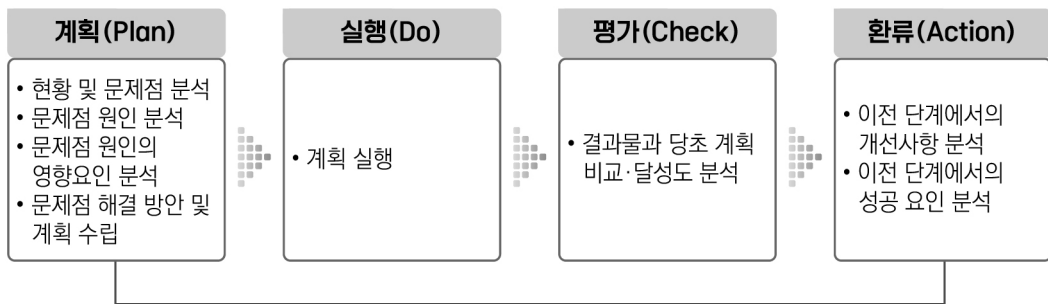 계획(Plan)
• 현황 및 문제점 분석
• 문제점 원인 분석
• 문제점 원인의
영향요인 분석
• 문제점 해결 방안 및
계획 수립
실행(Do)
• 계획 실행
평가(Check)
• 결과물과 당초 계획
비교·달성도 분석
환류(Action)
• 이전 단계에서의
개선사항 분석
• 이전 단계에서의
성공 요인 분석